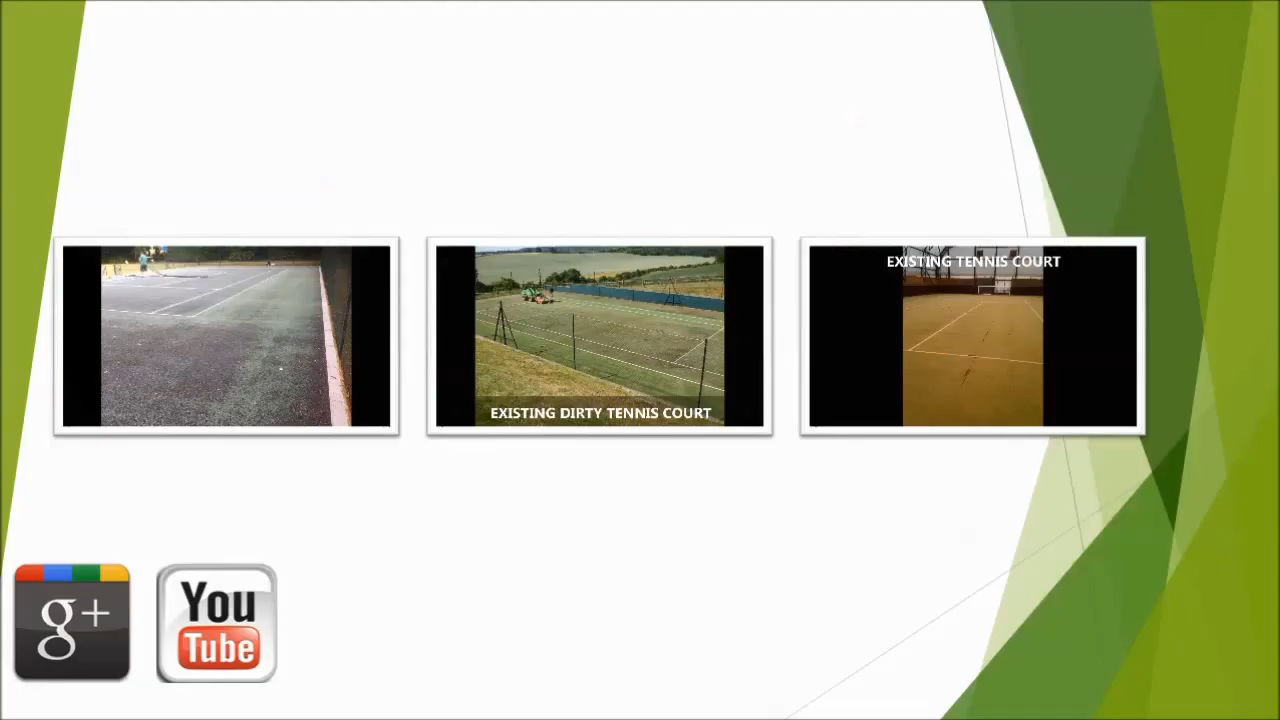 EXISTING TENNIS COURT
EXISTING DIRTY TENNIS COURT
g+
You
Tube